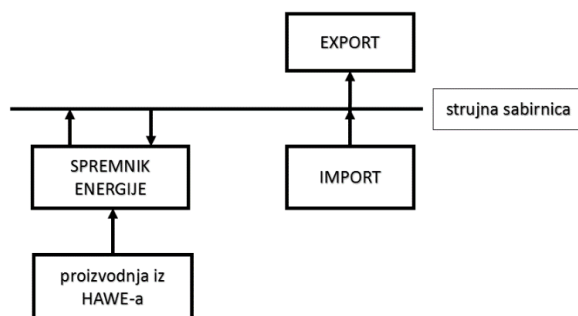 EXPORT
strujna sabirnica
SPREMNIK
ENERGIJE
IMPORT
proizvodnja iz
HAWE-a